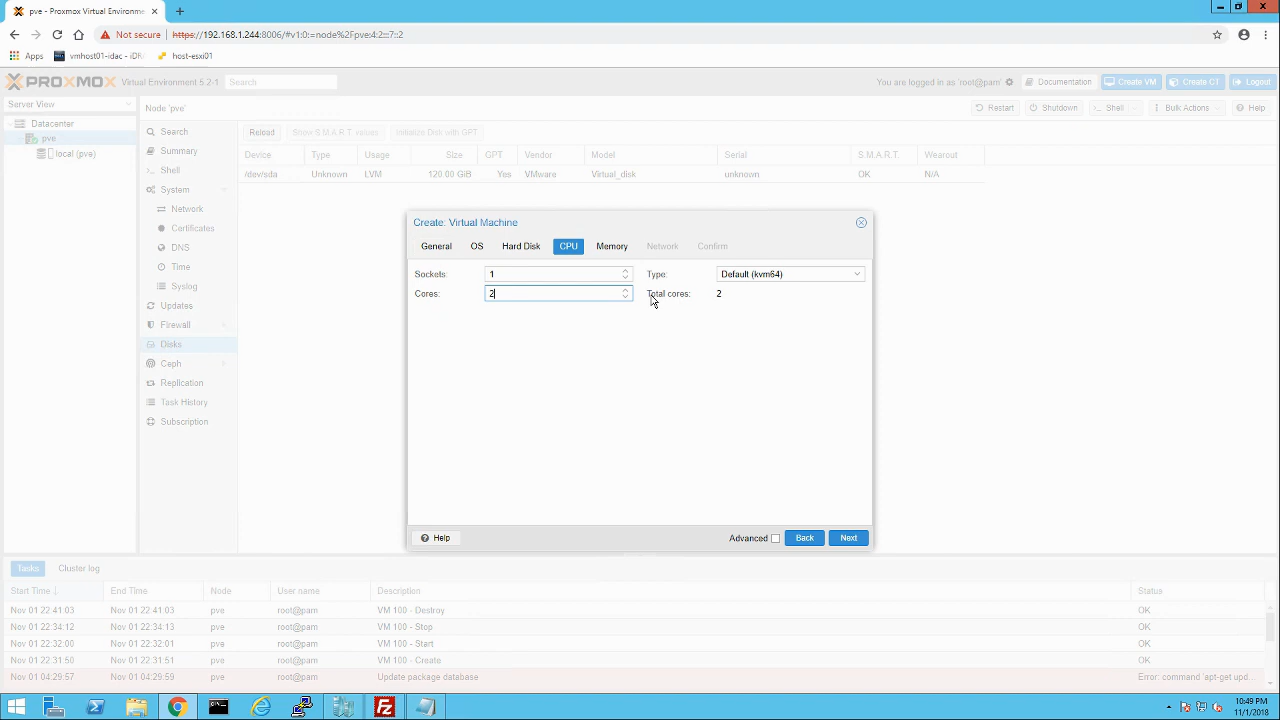 pve - Proxmox Virtual Environm
Not secure https://192.168.1.244:8006/#v1:0:=node%2Fpve:4:2::::7::2
Apps vmhost01-idac - iDR host-esxi01
PROXMOX Virtual Environment 5.2-1 Search You are logged in as 'root@pam' Documentation Create VM Create CT Logout
Server View Node 'pve' Restart Shutdown Shell Bulk Actions Help
Datacenter
pve
local (pve)
Search
Summary
Shell
System
Network
Certificates
DNS
Time
Syslog
Updates
Firewall
Disks
Ceph
Replication
Task History
Subscription
Reload Show S.M.A.R.T. values Initialize Disk with GPT
Device Type Usage Size GPT Vendor Model Serial S.M.A.R.T. Wearout
/dev/sda Unknown LVM 120.00 GiB Yes VMware Virtual_disk unknown OK N/A
Create: Virtual Machine
General OS Hard Disk CPU Memory Network Confirm
Sockets: 1 Type: Default (kvm64)
Cores: 2 Total cores: 2
Help Advanced Back Next
Tasks Cluster log
Start Time End Time Node User name Description Status
Nov 01 22:41:03 Nov 01 22:41:03 pve root@pam VM 100 - Destroy OK
Nov 01 22:34:12 Nov 01 22:34:13 pve root@pam VM 100 - Stop OK
Nov 01 22:32:00 Nov 01 22:32:01 pve root@pam VM 100 - Start OK
Nov 01 22:31:50 Nov 01 22:31:51 pve root@pam VM 100 - Create OK
Nov 01 04:29:57 Nov 01 04:29:59 pve root@pam Update package database Error: command 'apt-get upd...
10:49 PM
11/1/2018